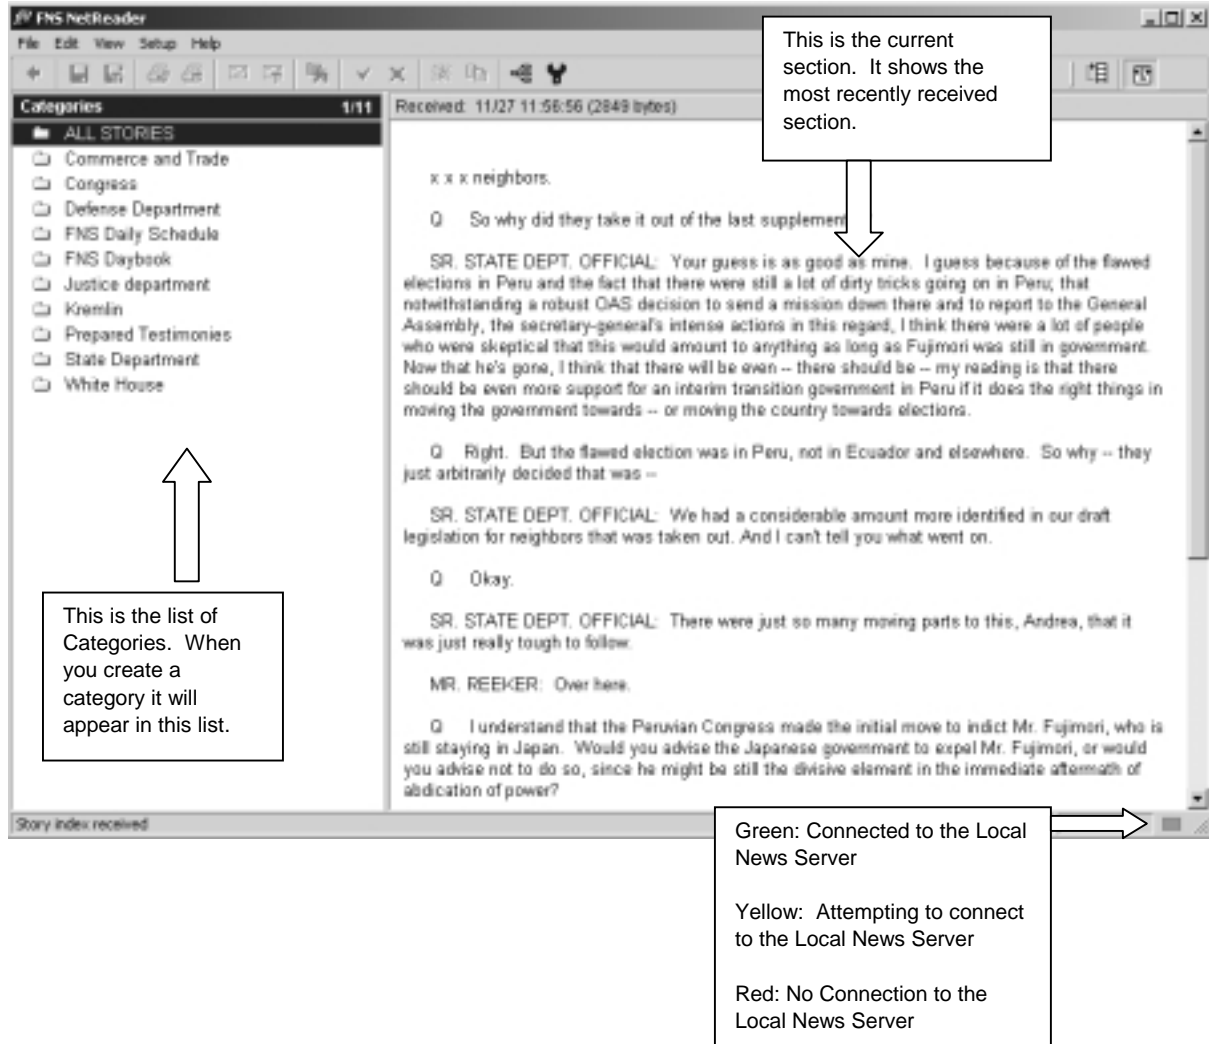 FNS NetReader
File Edit View Setup Help
Categories 1/11
ALL STORIES
Commerce and Trade
Congress
Defense Department
FNS Daily Schedule
FNS Daybook
Justice department
Kremlin
Prepared Testimonies
State Department
White House
This is the list of
Categories. When
you create a
category it will
appear in this list.
Received: 11/27 11:56:56 (2849 bytes)
This is the current
section. It shows the
most recently received
section.
x x x neighbors.
Q So why did they take it out of the last supplement
SR. STATE DEPT. OFFICIAL: Your guess is as good as mine. I guess because of the flawed
elections in Peru and the fact that there were still a lot of dirty tricks going on in Peru; that
notwithstanding a robust OAS decision to send a mission down there and to report to the General
Assembly, the secretary-general's intense actions in this regard, I think there were a lot of people
who were skeptical that this would amount to anything as long as Fujimori was still in government.
Now that he's gone, I think that there will be even -- there should be -- my reading is that there
should be even more support for an interim transition government in Peru if it does the right things in
moving the government towards -- or moving the country towards elections.
Q Right. But the flawed election was in Peru, not in Ecuador and elsewhere. So why -- they
just arbitrarily decided that was --
SR. STATE DEPT. OFFICIAL: We had a considerable amount more identified in our draft
legislation for neighbors that was taken out. And I can't tell you what went on.
Q Okay.
SR. STATE DEPT. OFFICIAL: There were just so many moving parts to this, Andrea, that it
was just really tough to follow.
MR. REEKER: Over here.
Q I understand that the Peruvian Congress made the initial move to indict Mr. Fujimori, who is
still staying in Japan. Would you advise the Japanese government to expel Mr. Fujimori, or would
you advise not to do so, since he might be still the divisive element in the immediate aftermath of
abdication of power?
Story index received
Green: Connected to the Local
News Server
Yellow: Attempting to connect
to the Local News Server
Red: No Connection to the
Local News Server